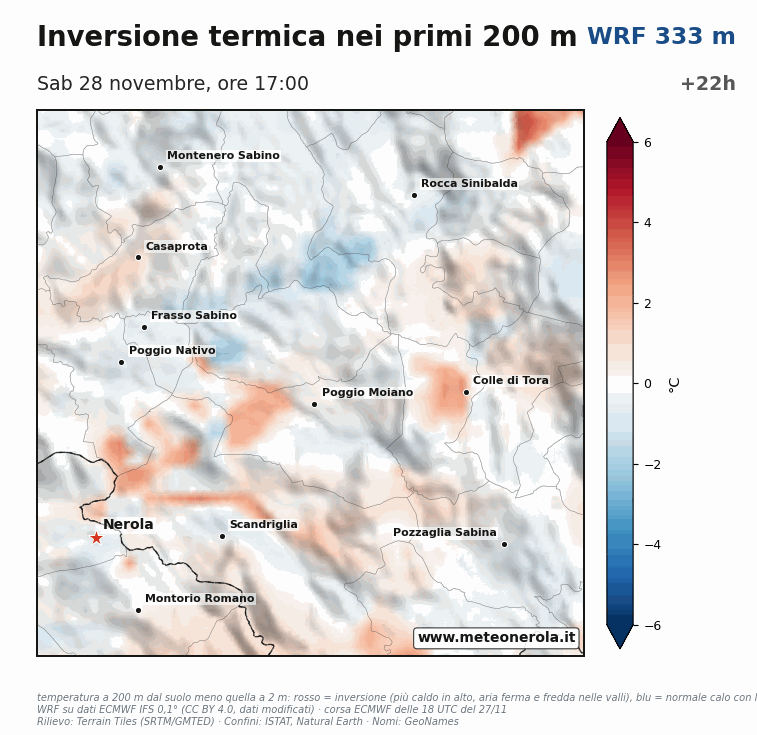 Inversione termica nei primi 200 m WRF 333 m
Sab 28 novembre, ore 17:00 +22h
Montenero Sabino
Rocca Sinibalda
Casaprota
Frasso Sabino
Poggio Nativo
Colle di Tora
Poggio Moiano
Nerola
Scandriglia
Pozzaglia Sabina
Montorio Romano
www.meteonerola.it
6
4
2
0
−2
−4
−6
°C
temperatura a 200 m dal suolo meno quella a 2 m: rosso = inversione (più caldo in alto, aria ferma e fredda nelle valli), blu = normale calo con
WRF su dati ECMWF IFS 0,1° (CC BY 4.0, dati modificati) · corsa ECMWF delle 18 UTC del 27/11
Rilievo: Terrain Tiles (SRTM/GMTED) · Confini: ISTAT, Natural Earth · Nomi: GeoNames